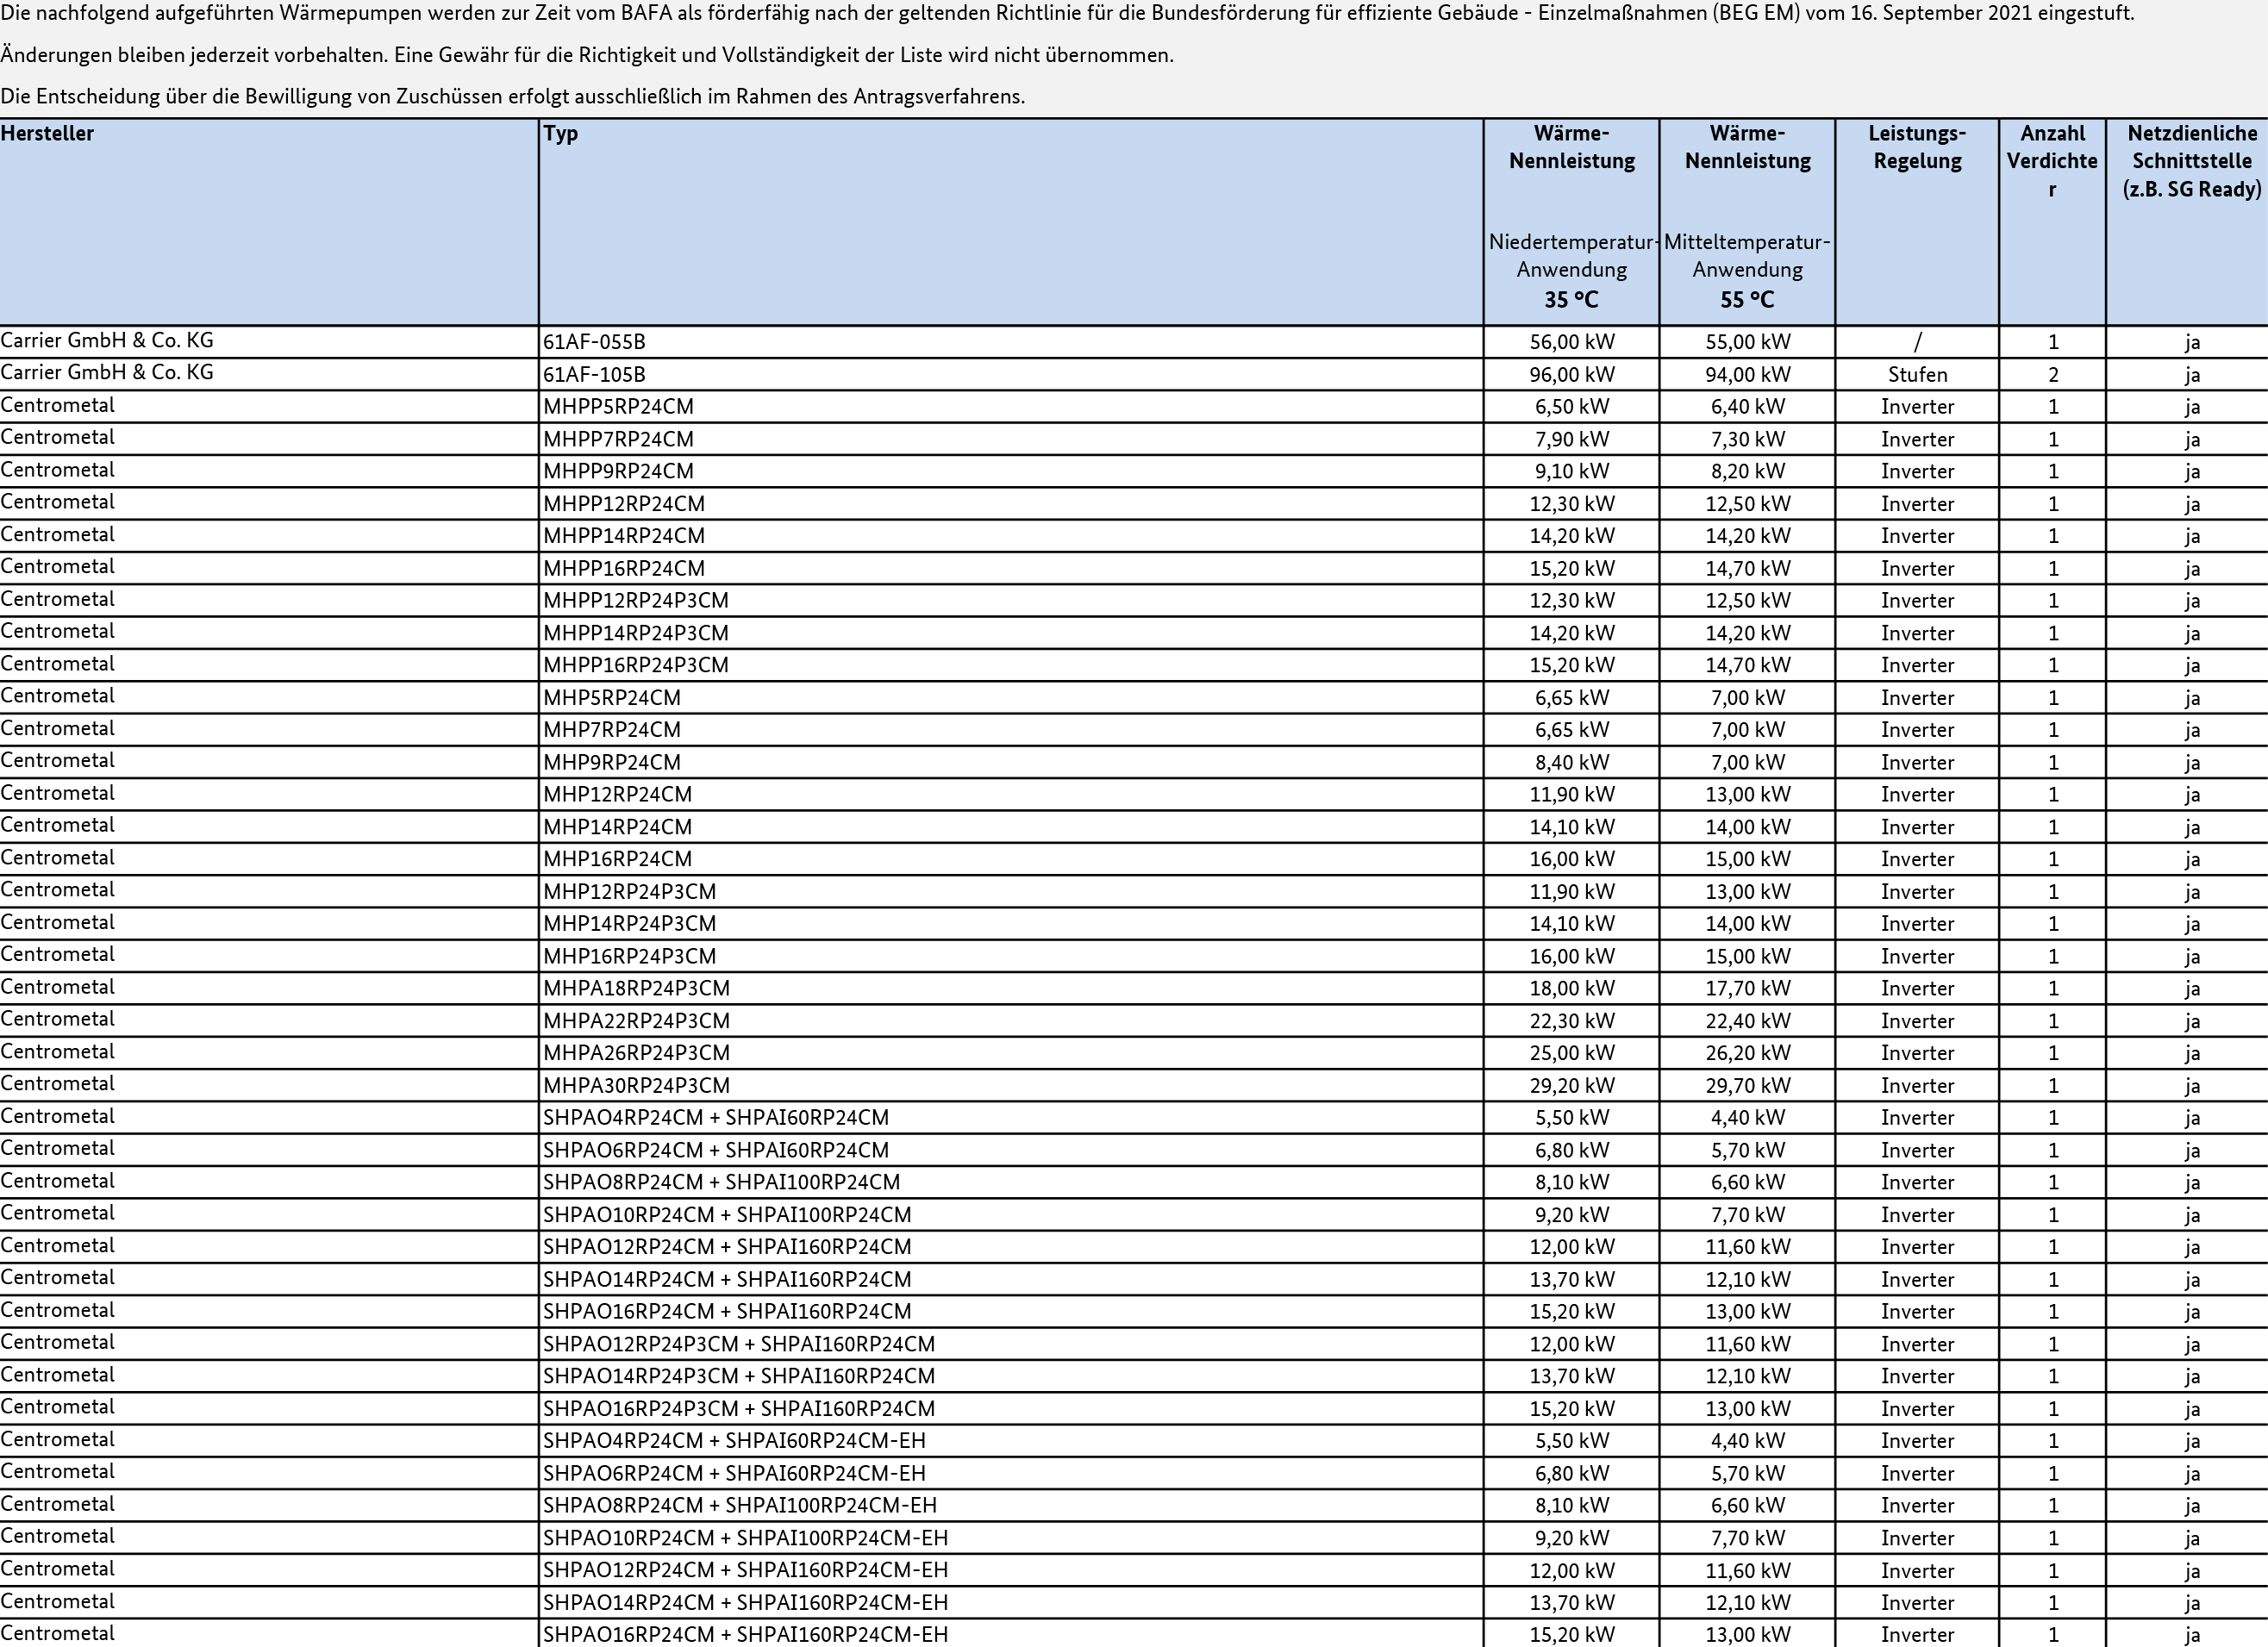 Die nachfolgend aufgeführten Wärmepumpen werden zur Zeit vom BAFA als förderfähig nach der geltenden Richtlinie für die Bundesförderung für effiziente Gebäude - Einzelmaßnahmen (BEG EM) vom 16. September 2021 eingestuft.
Änderungen bleiben jederzeit vorbehalten. Eine Gewähr für die Richtigkeit und Vollständigkeit der Liste wird nicht übernommen.
Die Entscheidung über die Bewilligung von Zuschüssen erfolgt ausschließlich im Rahmen des Antragsverfahrens.
Hersteller Typ Wärme- Wärme- Leistungs- Anzahl Netzdienliche
Nennleistung Nennleistung Regelung Verdichte Schnittstelle
r (z.B. SG Ready)
Niedertemperatur- Mitteltemperatur-
Anwendung Anwendung
35 °C 55 °C
Carrier GmbH & Co. KG 61AF-055B 56,00 kW 55,00 kW / 1 ja
Carrier GmbH & Co. KG 61AF-105B 96,00 kW 94,00 kW Stufen 2 ja
Centrometal MHPP5RP24CM 6,50 kW 6,40 kW Inverter 1 ja
Centrometal MHPP7RP24CM 7,90 kW 7,30 kW Inverter 1 ja
Centrometal MHPP9RP24CM 9,10 kW 8,20 kW Inverter 1 ja
Centrometal MHPP12RP24CM 12,30 kW 12,50 kW Inverter 1 ja
Centrometal MHPP14RP24CM 14,20 kW 14,20 kW Inverter 1 ja
Centrometal MHPP16RP24CM 15,20 kW 14,70 kW Inverter 1 ja
Centrometal MHPP12RP24P3CM 12,30 kW 12,50 kW Inverter 1 ja
Centrometal MHPP14RP24P3CM 14,20 kW 14,20 kW Inverter 1 ja
Centrometal MHPP16RP24P3CM 15,20 kW 14,70 kW Inverter 1 ja
Centrometal MHP5RP24CM 6,65 kW 7,00 kW Inverter 1 ja
Centrometal MHP7RP24CM 6,65 kW 7,00 kW Inverter 1 ja
Centrometal MHP9RP24CM 8,40 kW 7,00 kW Inverter 1 ja
Centrometal MHP12RP24CM 11,90 kW 13,00 kW Inverter 1 ja
Centrometal MHP14RP24CM 14,10 kW 14,00 kW Inverter 1 ja
Centrometal MHP16RP24CM 16,00 kW 15,00 kW Inverter 1 ja
Centrometal MHP12RP24P3CM 11,90 kW 13,00 kW Inverter 1 ja
Centrometal MHP14RP24P3CM 14,10 kW 14,00 kW Inverter 1 ja
Centrometal MHP16RP24P3CM 16,00 kW 15,00 kW Inverter 1 ja
Centrometal MHPA18RP24P3CM 18,00 kW 17,70 kW Inverter 1 ja
Centrometal MHPA22RP24P3CM 22,30 kW 22,40 kW Inverter 1 ja
Centrometal MHPA26RP24P3CM 25,00 kW 26,20 kW Inverter 1 ja
Centrometal MHPA30RP24P3CM 29,20 kW 29,70 kW Inverter 1 ja
Centrometal SHPAO4RP24CM + SHPAI60RP24CM 5,50 kW 4,40 kW Inverter 1 ja
Centrometal SHPAO6RP24CM + SHPAI60RP24CM 6,80 kW 5,70 kW Inverter 1 ja
Centrometal SHPAO8RP24CM + SHPAI100RP24CM 8,10 kW 6,60 kW Inverter 1 ja
Centrometal SHPAO10RP24CM + SHPAI100RP24CM 9,20 kW 7,70 kW Inverter 1 ja
Centrometal SHPAO12RP24CM + SHPAI160RP24CM 12,00 kW 11,60 kW Inverter 1 ja
Centrometal SHPAO14RP24CM + SHPAI160RP24CM 13,70 kW 12,10 kW Inverter 1 ja
Centrometal SHPAO16RP24CM + SHPAI160RP24CM 15,20 kW 13,00 kW Inverter 1 ja
Centrometal SHPAO12RP24P3CM + SHPAI160RP24CM 12,00 kW 11,60 kW Inverter 1 ja
Centrometal SHPAO14RP24P3CM + SHPAI160RP24CM 13,70 kW 12,10 kW Inverter 1 ja
Centrometal SHPAO16RP24P3CM + SHPAI160RP24CM 15,20 kW 13,00 kW Inverter 1 ja
Centrometal SHPAO4RP24CM + SHPAI60RP24CM-EH 5,50 kW 4,40 kW Inverter 1 ja
Centrometal SHPAO6RP24CM + SHPAI60RP24CM-EH 6,80 kW 5,70 kW Inverter 1 ja
Centrometal SHPAO8RP24CM + SHPAI100RP24CM-EH 8,10 kW 6,60 kW Inverter 1 ja
Centrometal SHPAO10RP24CM + SHPAI100RP24CM-EH 9,20 kW 7,70 kW Inverter 1 ja
Centrometal SHPAO12RP24CM + SHPAI160RP24CM-EH 12,00 kW 11,60 kW Inverter 1 ja
Centrometal SHPAO14RP24CM + SHPAI160RP24CM-EH 13,70 kW 12,10 kW Inverter 1 ja
Centrometal SHPAO16RP24CM + SHPAI160RP24CM-EH 15,20 kW 13,00 kW Inverter 1 ja